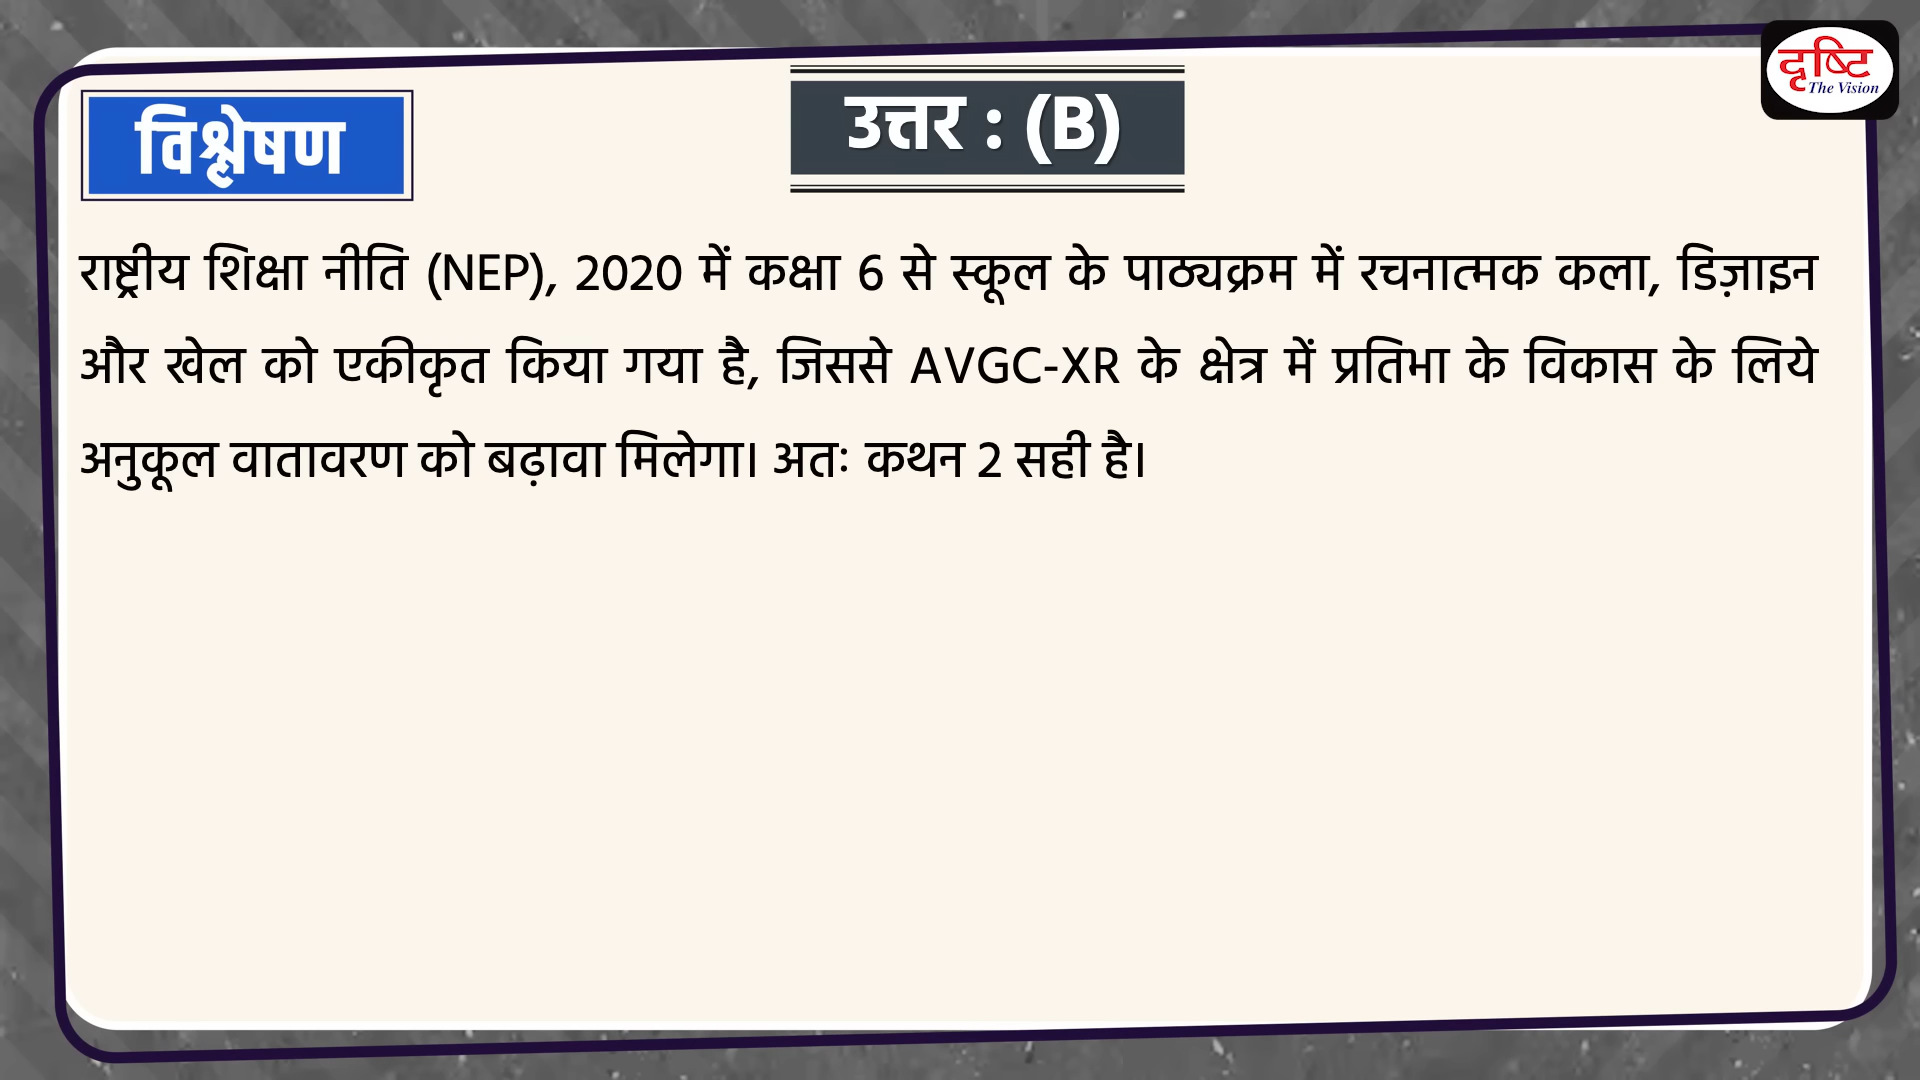 दृष्टि
The Vision
विश्लेषण
उत्तर : (B)
राष्ट्रीय शिक्षा नीति (NEP), 2020 में कक्षा 6 से स्कूल के पाठ्यक्रम में रचनात्मक कला, डिज़ाइन
और खेल को एकीकृत किया गया है, जिससे AVGC-XR के क्षेत्र में प्रतिभा के विकास के लिये
अनुकूल वातावरण को बढ़ावा मिलेगा। अतः कथन 2 सही है।